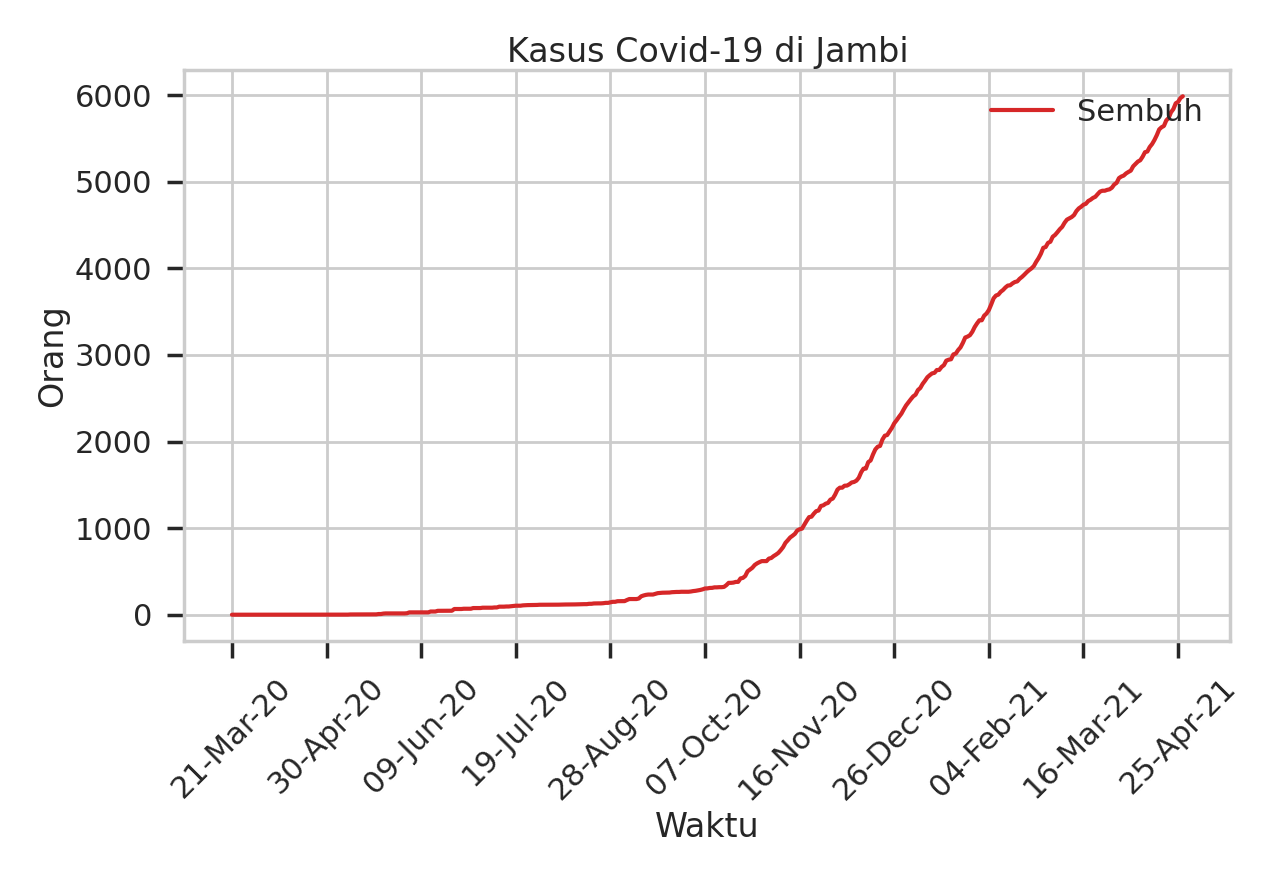 Kasus Covid-19 di Jambi
Sembuh
Orang
6000
5000
4000
3000
2000
1000
0
21-Mar-20
30-Apr-20
09-Jun-20
19-Jul-20
28-Aug-20
07-Oct-20
16-Nov-20
26-Dec-20
04-Feb-21
16-Mar-21
25-Apr-21
Waktu